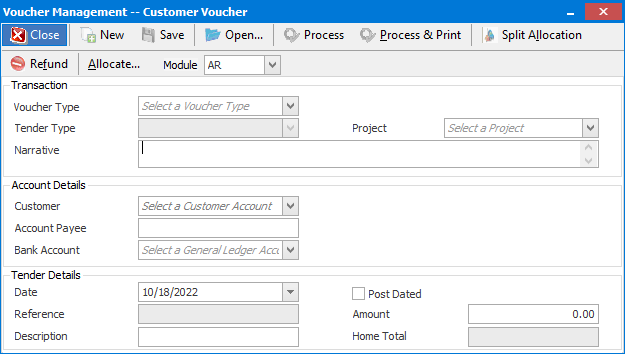 Voucher Management -- Customer Voucher
Close New Save Open... Process Process & Print Split Allocation
Refund Allocate... Module AR
Transaction
Voucher Type Select a Voucher Type
Tender Type Project Select a Project
Narrative
Account Details
Customer Select a Customer Account
Account Payee
Bank Account Select a General Ledger Acc
Tender Details
Date 10/18/2022 Post Dated
Reference Amount 0.00
Description Home Total